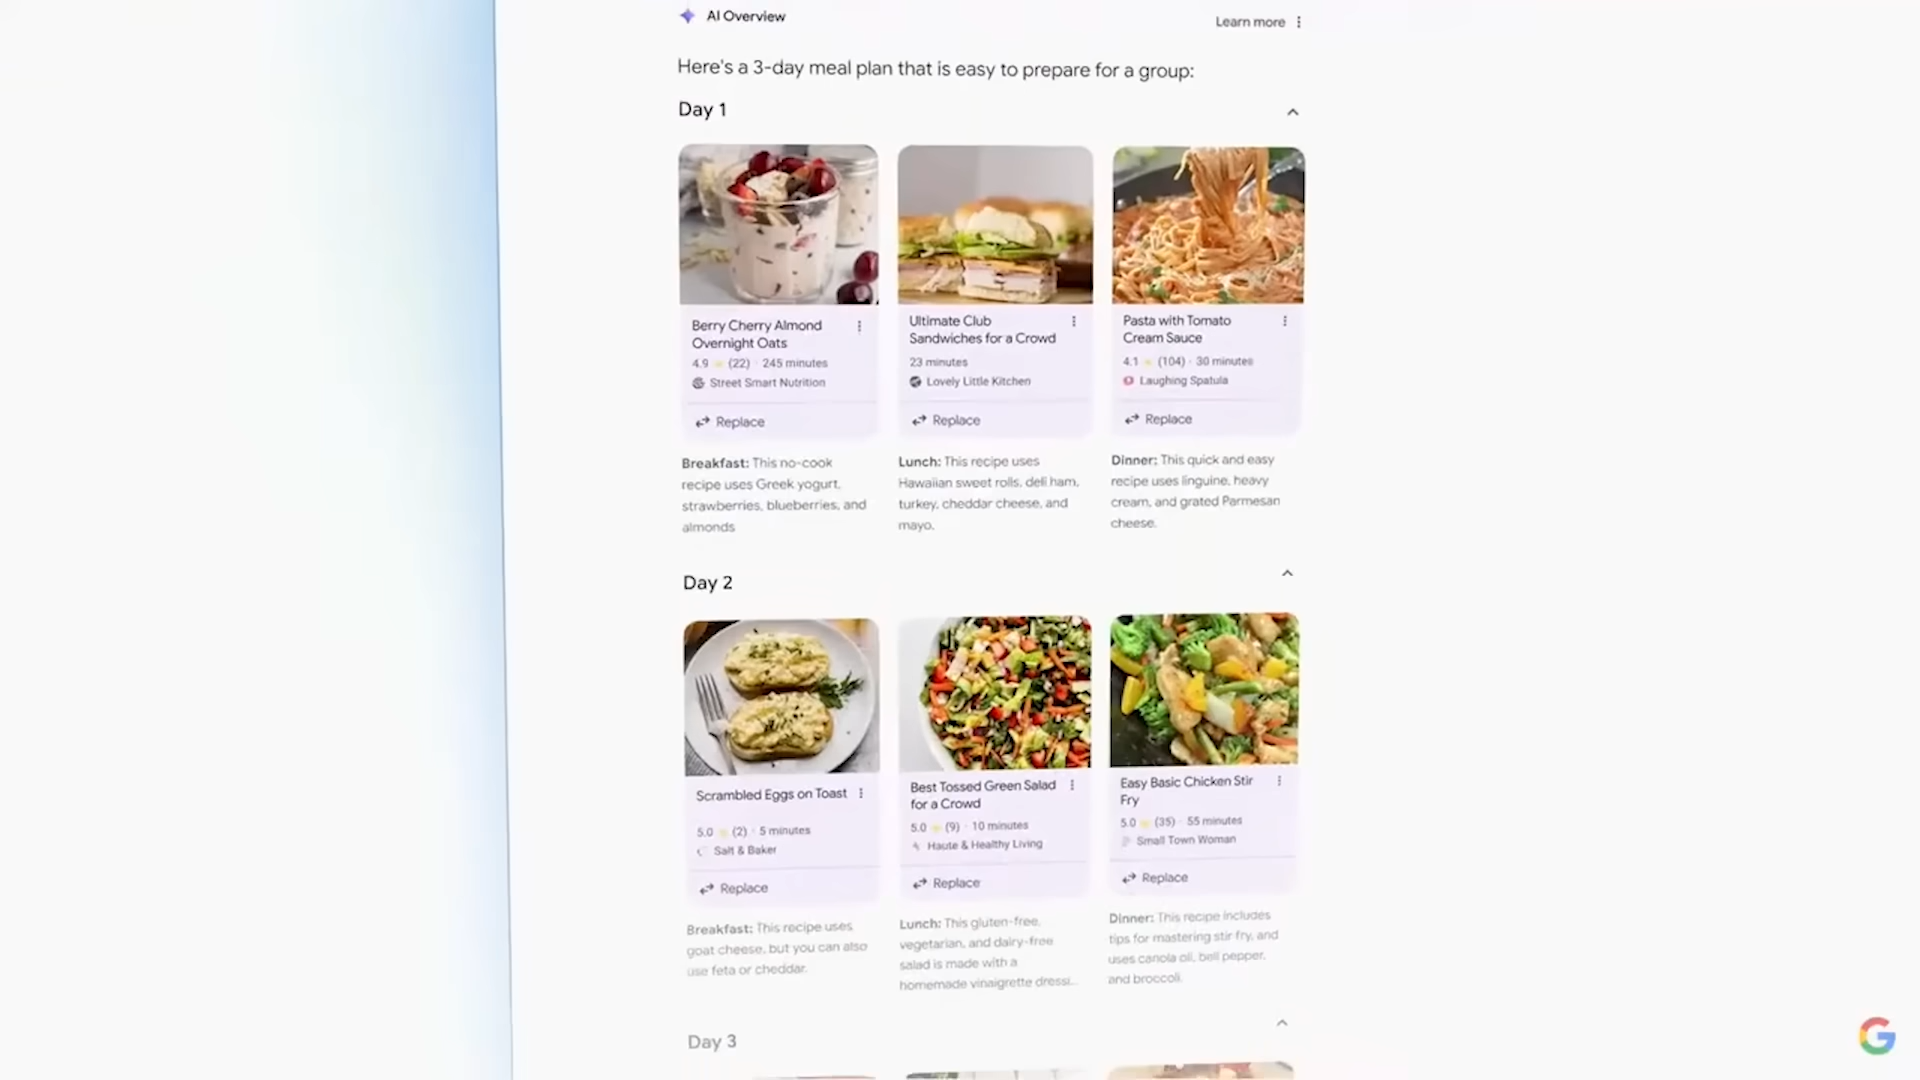 AI Overview
Learn more
Here's a 3-day meal plan that is easy to prepare for a group:
Day 1
Berry Cherry Almond
Overnight Oats
4.9 ★ (22) · 245 minutes
Street Smart Nutrition
Replace
Breakfast: This no-cook
recipe uses Greek yogurt,
strawberries, blueberries, and
almonds
Ultimate Club
Sandwiches for a Crowd
23 minutes
Lovely Little Kitchen
Replace
Lunch: This recipe uses
Hawaiian sweet rolls, deli ham,
turkey, cheddar cheese, and
mayo.
Pasta with Tomato
Cream Sauce
4.1 ★ (104) · 30 minutes
Laughing Spatula
Replace
Dinner: This quick and easy
recipe uses linguine, heavy
cream, and grated Parmesan
cheese.
Day 2
Scrambled Eggs on Toast
5.0 ★ (2) · 5 minutes
Salt & Baker
Replace
Breakfast: This recipe uses
goat cheese, but you can also
use feta or cheddar.
Best Tossed Green Salad
for a Crowd
5.0 ★ (9) · 10 minutes
Haute & Healthy Living
Replace
Lunch: This gluten-free,
vegetarian, and dairy-free
salad is made with a
homemade vinaigrette dressi...
Easy Basic Chicken Stir
Fry
5.0 ★ (35) · 55 minutes
Small Town Woman
Replace
Dinner: This recipe includes
tips for mastering stir fry, and
uses canola oil, bell pepper,
and broccoli.
Day 3
G